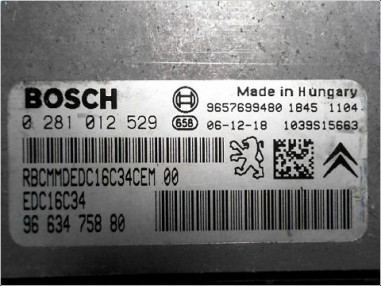 BOSCH
Made in Hungary
9657699480 1845 1104
0 281 012 529
658
06-12-18 1039S15663
RBCMMDEDC16C34CEM 00
EDC16C34
96 634 758 80